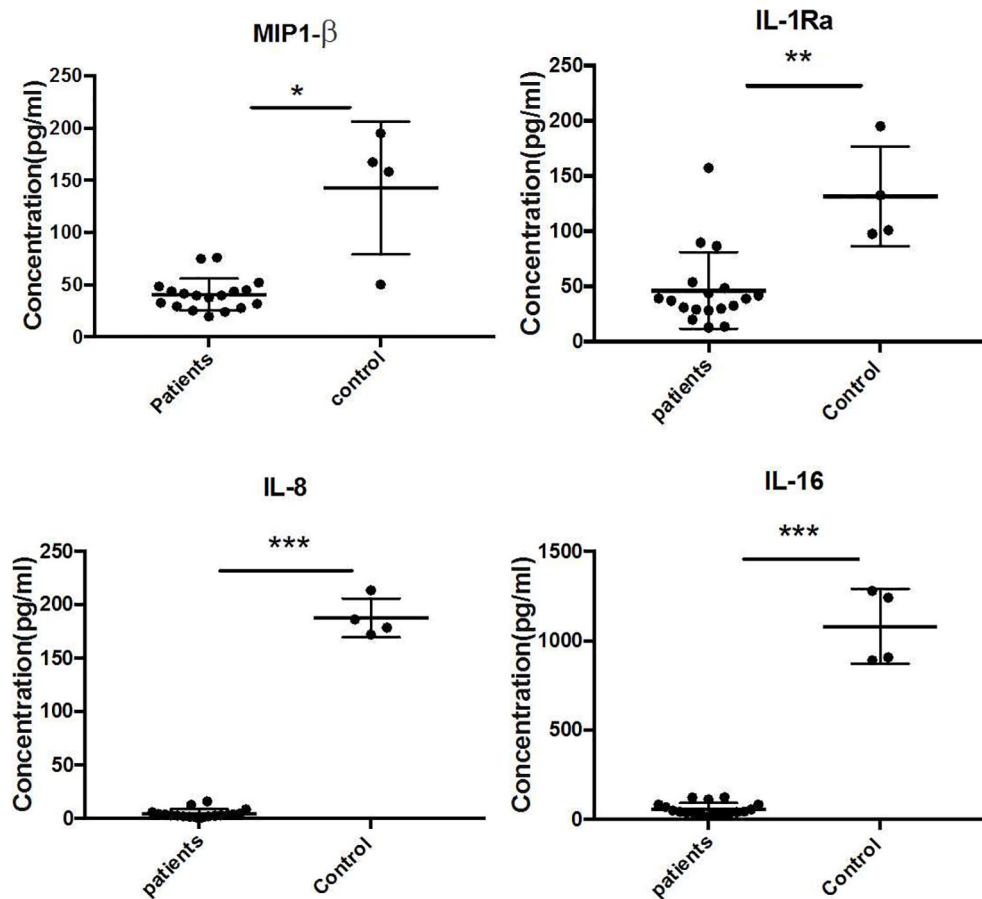 MIP1-β
Concentration(pg/ml)
250
200
150
100
50
0
*
Patients
control
IL-1Ra
Concentration(pg/ml)
250
200
150
100
50
0
**
patients
Control
IL-8
Concentration(pg/ml)
250
200
150
100
50
0
***
patients
Control
IL-16
Concentration(pg/ml)
1500
1000
500
0
***
patients
Control